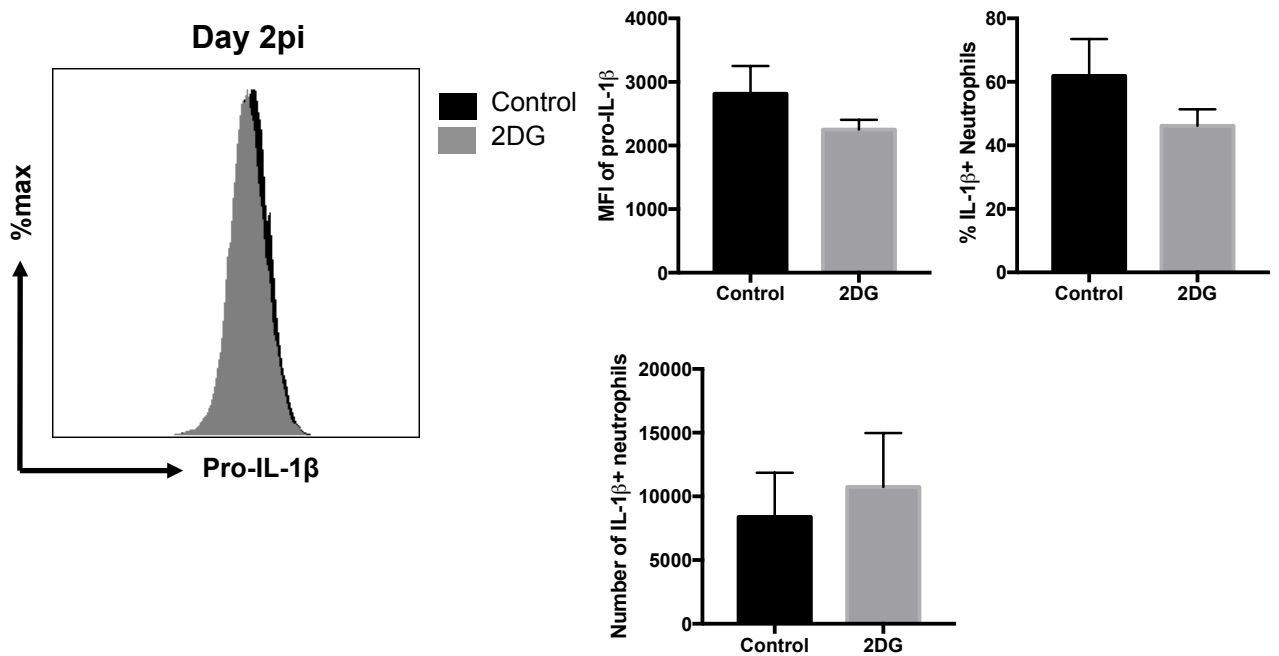 Day 2pi
%max
Pro-IL-1β
Control
2DG
MFI of pro-IL-1β
4000
3000
2000
1000
0
Control
2DG
% IL-1β+ Neutrophils
80
60
40
20
0
Control
2DG
Number of IL-1β+ neutrophils
20000
15000
10000
5000
0
Control
2DG